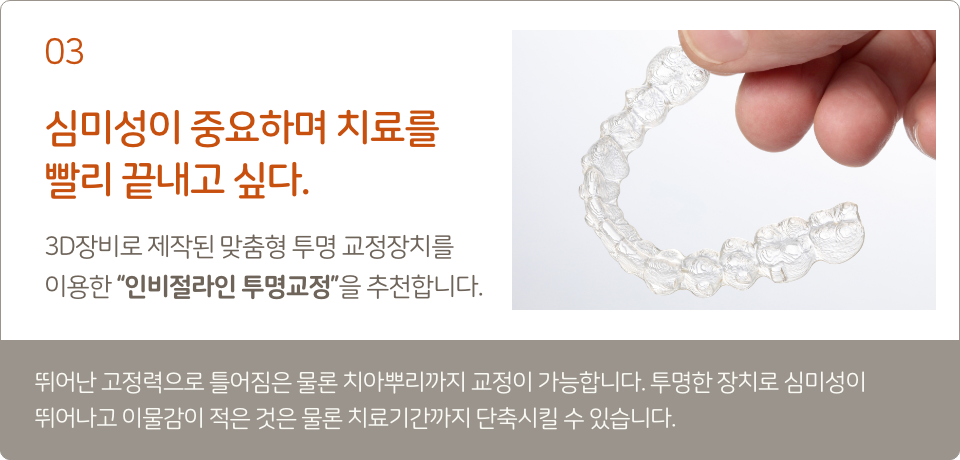 03
심미성이 중요하며 치료를
빨리 끝내고 싶다.
3D장비로 제작된 맞춤형 투명 교정장치를
이용한 “인비절라인 투명교정”을 추천합니다.
뛰어난 고정력으로 틀어짐은 물론 치아뿌리까지 교정이 가능합니다. 투명한 장치로 심미성이
뛰어나고 이물감이 적은 것은 물론 치료기간까지 단축시킬 수 있습니다.